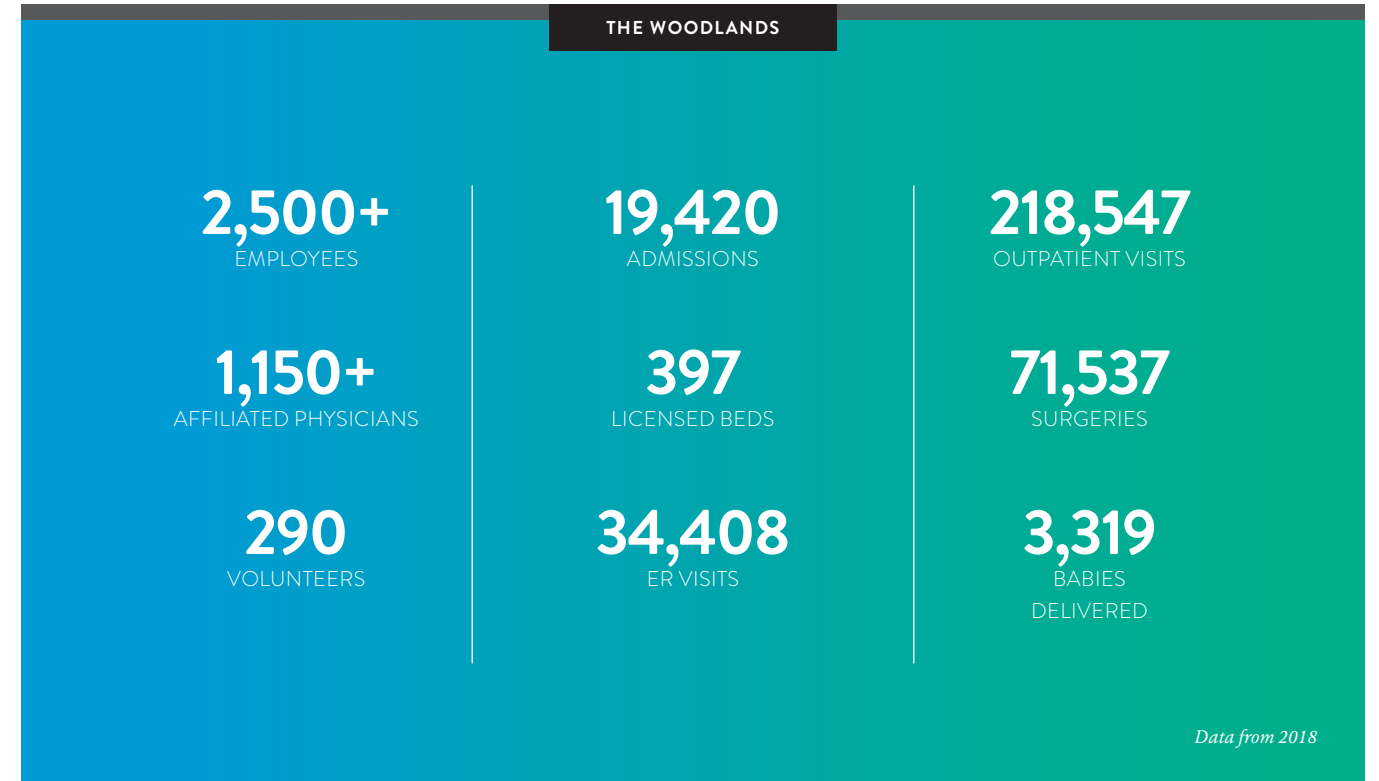 THE WOODLANDS
2,500+
EMPLOYEES
1,150+
AFFILIATED PHYSICIANS
290
VOLUNTEERS
19,420
ADMISSIONS
397
LICENSED BEDS
34,408
ER VISITS
218,547
OUTPATIENT VISITS
71,537
SURGERIES
3,319
BABIES
DELIVERED
Data from 2018